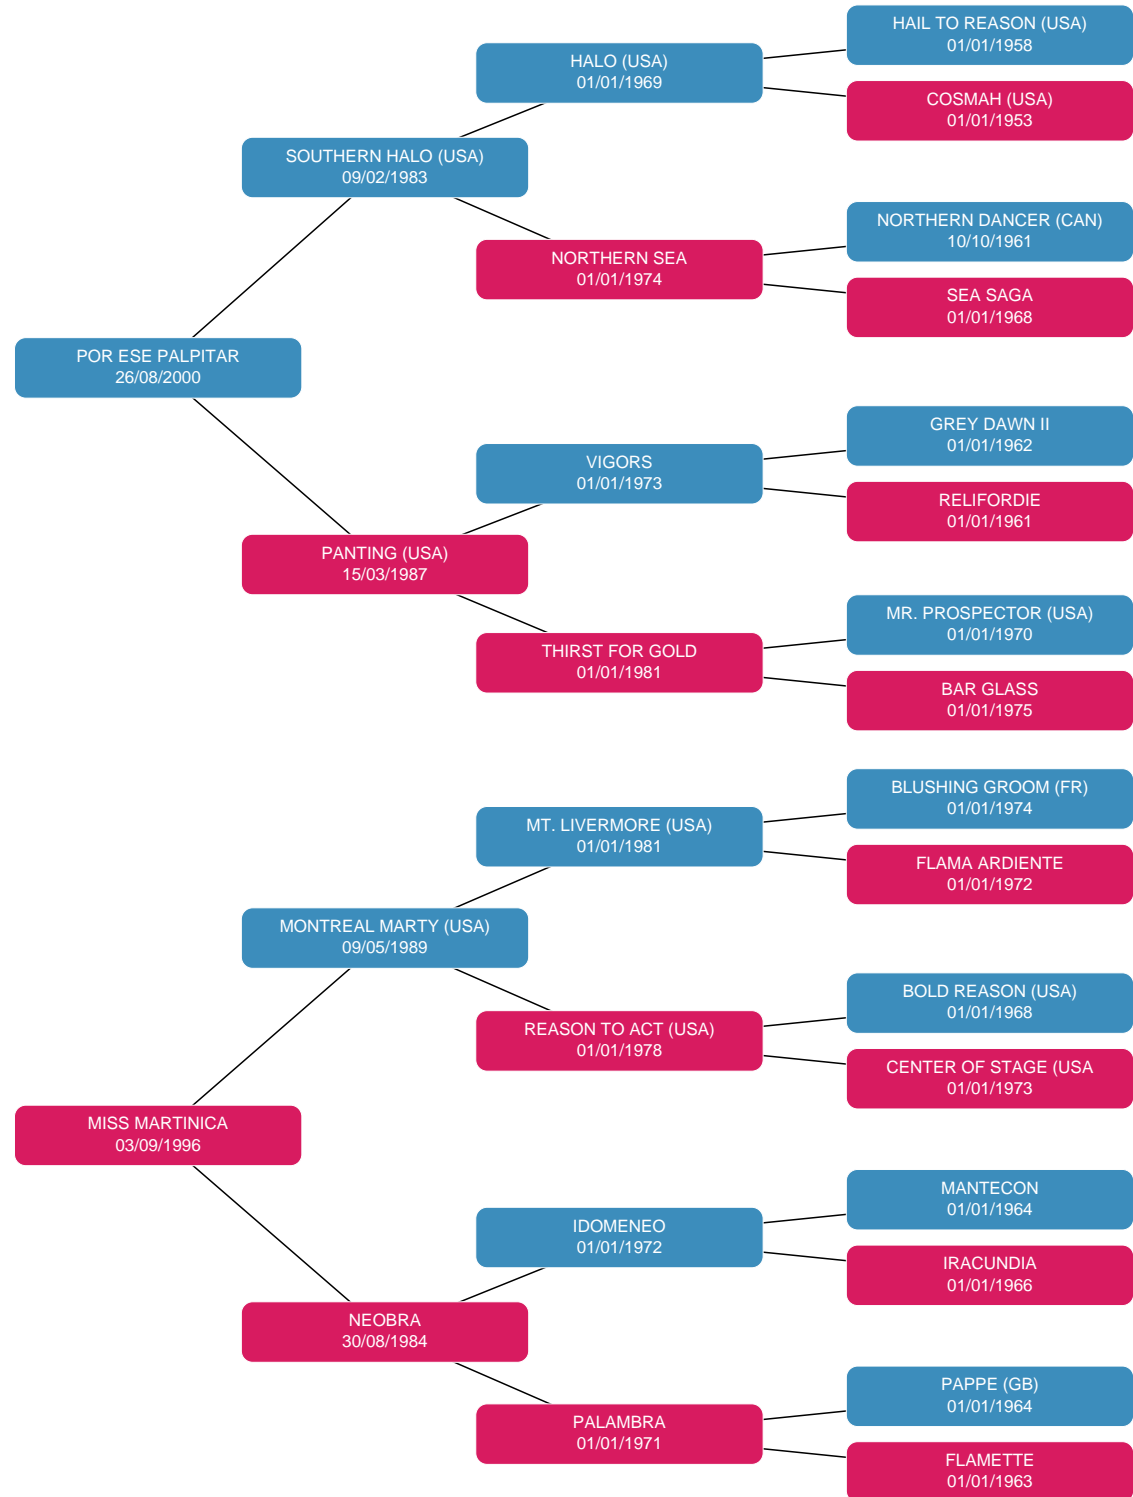 HAIL TO REASON (USA)
01/01/1958
HALO (USA)
01/01/1969
COSMAH (USA)
01/01/1953
SOUTHERN HALO (USA)
09/02/1983
NORTHERN DANCER (CAN)
10/10/1961
NORTHERN SEA
01/01/1974
SEA SAGA
01/01/1968
POR ESE PALPITAR
26/08/2000
GREY DAWN II
01/01/1962
VIGORS
01/01/1973
RELIFORDIE
01/01/1961
PANTING (USA)
15/03/1987
MR. PROSPECTOR (USA)
01/01/1970
THIRST FOR GOLD
01/01/1981
BAR GLASS
01/01/1975
BLUSHING GROOM (FR)
01/01/1974
MT. LIVERMORE (USA)
01/01/1981
FLAMA ARDIENTE
01/01/1972
MONTREAL MARTY (USA)
09/05/1989
BOLD REASON (USA)
01/01/1968
REASON TO ACT (USA)
01/01/1978
CENTER OF STAGE (USA
01/01/1973
MISS MARTINICA
03/09/1996
MANTECON
01/01/1964
IDOMENEO
01/01/1972
IRACUNDIA
01/01/1966
NEOBRA
30/08/1984
PAPPE (GB)
01/01/1964
PALAMBRA
01/01/1971
FLAMETTE
01/01/1963